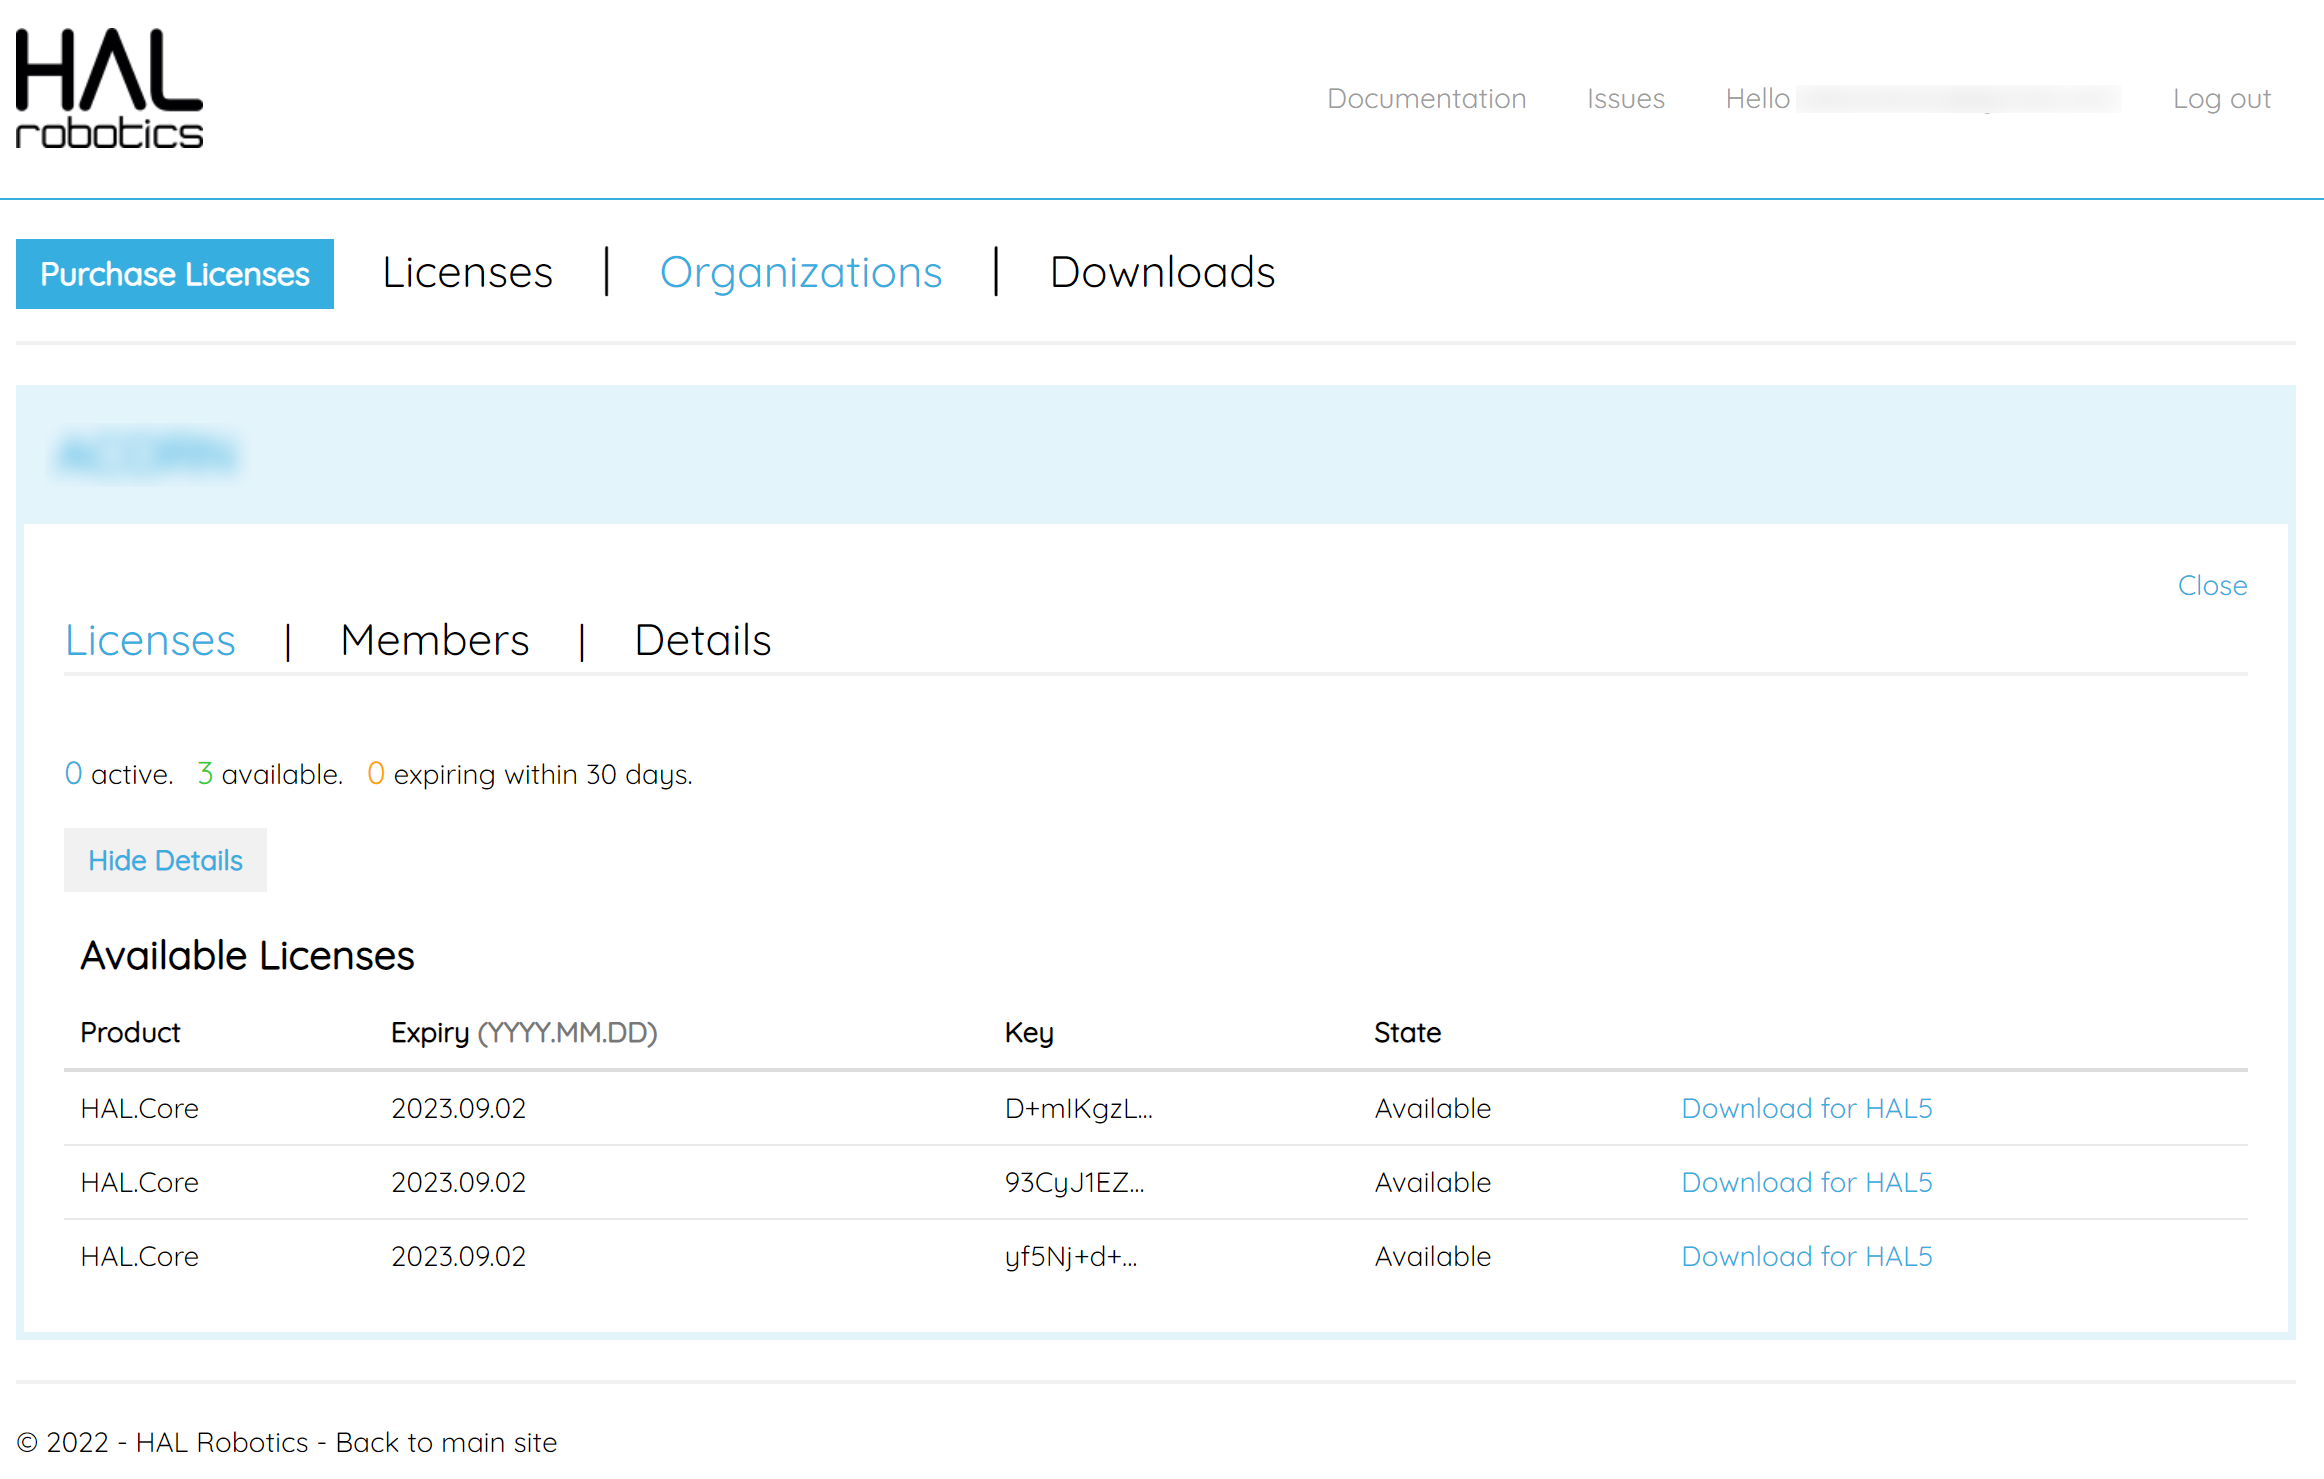 HAL
robotics
Documentation Issues Hello Log out
Purchase Licenses Licenses | Organizations | Downloads
Close
Licenses | Members | Details
0 active. 3 available. 0 expiring within 30 days.
Hide Details
Available Licenses
Product Expiry (YYYY.MM.DD) Key State
HAL.Core 2023.09.02 D+mIKgzL... Available Download for HAL5
HAL.Core 2023.09.02 93CyJ1EZ... Available Download for HAL5
HAL.Core 2023.09.02 yf5Nj+d+... Available Download for HAL5
© 2022 - HAL Robotics - Back to main site